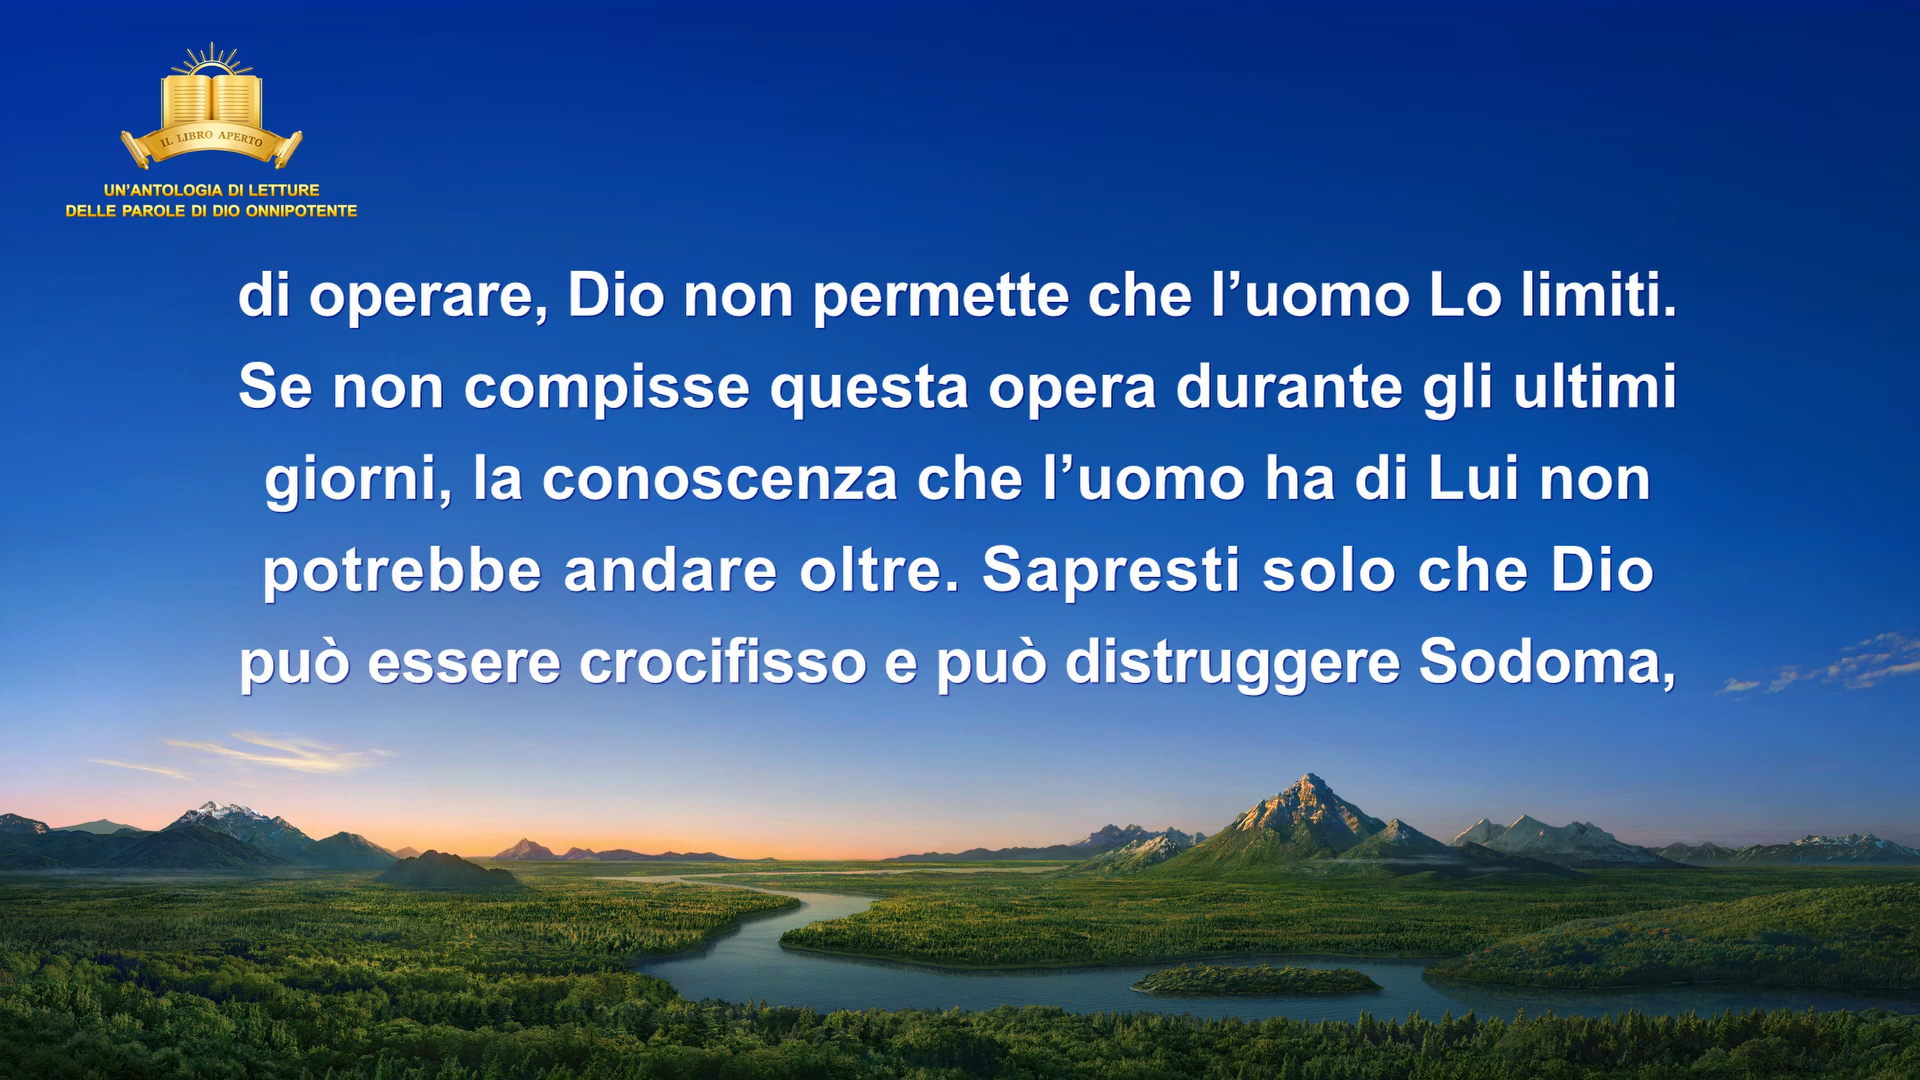 IL LIBRO APERTO
UN’ANTOLOGIA DI LETTURE
DELLE PAROLE DI DIO ONNIPOTENTE
di operare, Dio non permette che l’uomo Lo limiti.
Se non compisse questa opera durante gli ultimi
giorni, la conoscenza che l’uomo ha di Lui non
potrebbe andare oltre. Sapresti solo che Dio
può essere crocifisso e può distruggere Sodoma,